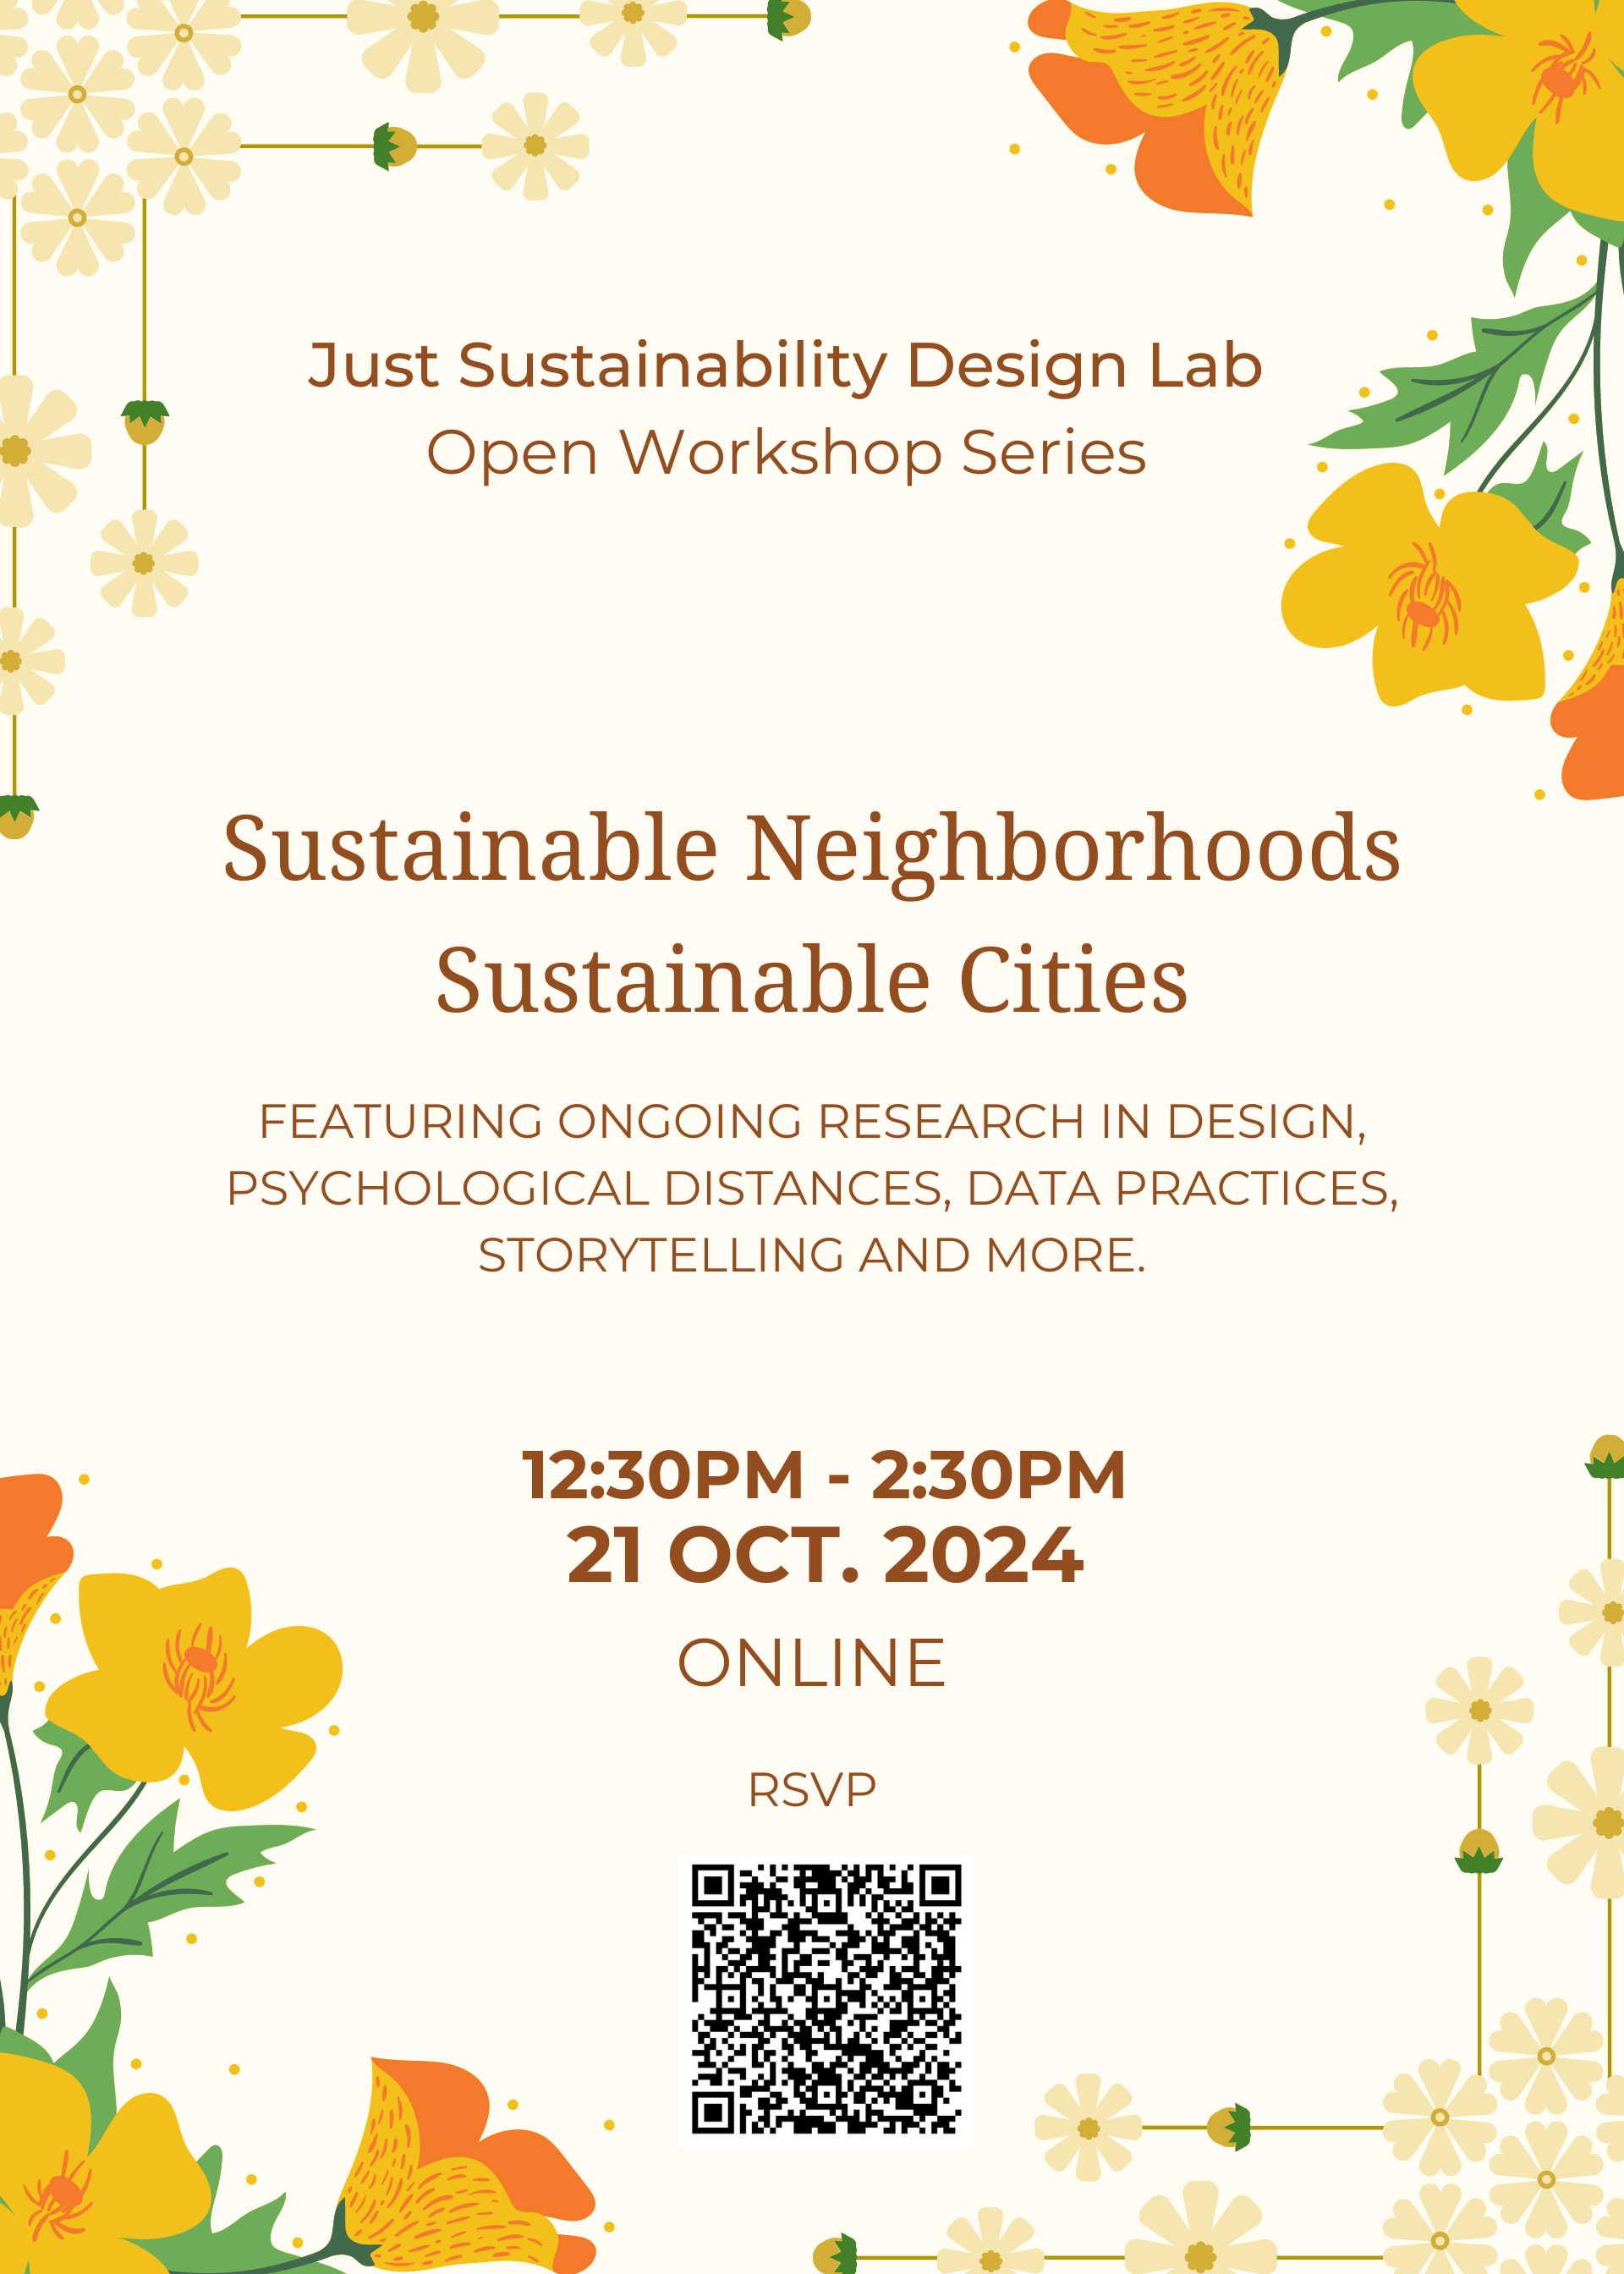 Just Sustainability Design Lab
Open Workshop Series
Sustainable Neighborhoods
Sustainable Cities
FEATURING ONGOING RESEARCH IN DESIGN,
PSYCHOLOGICAL DISTANCES, DATA PRACTICES,
STORYTELLING AND MORE.
12:30PM - 2:30PM
21 OCT. 2024
ONLINE
RSVP